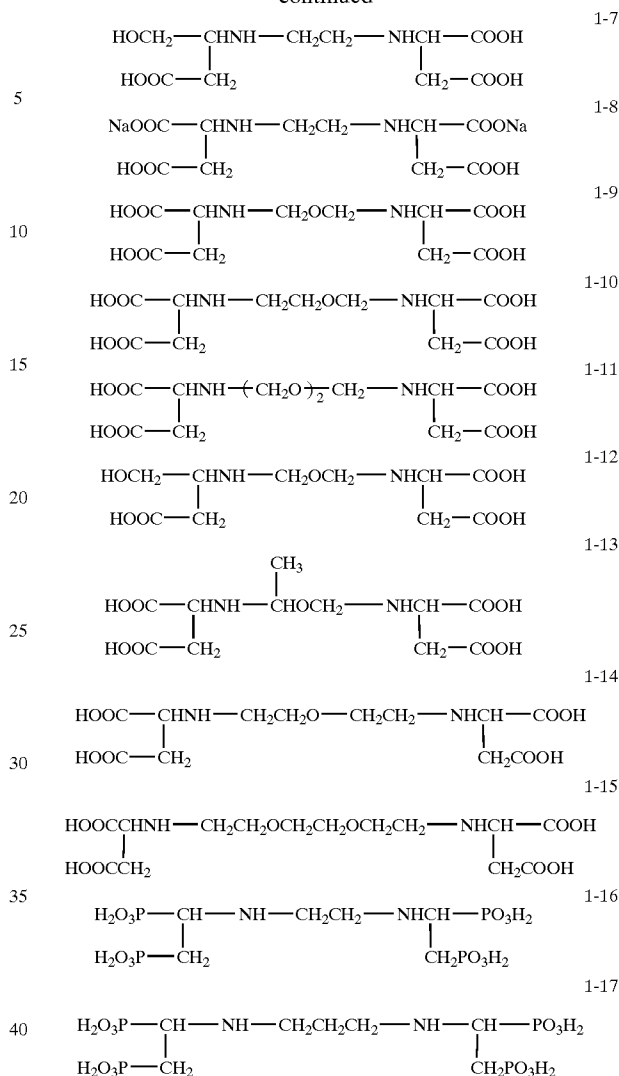 -continued
1-7
HOCH₂ CHNH CH₂CH₂ NHCH COOH
HOOC CH₂ CH₂ COOH
5
1-8
NaOOC CHNH CH₂CH₂ NHCH COONa
HOOC CH₂ CH₂ COOH
1-9
HOOC CHNH CH₂OCH₂ NHCH COOH
10
HOOC CH₂ CH₂ COOH
1-10
HOOC CHNH CH₂CH₂OCH₂ NHCH COOH
HOOC CH₂ CH₂ COOH
15
1-11
HOOC CHNH (CH₂O)₂ CH₂ NHCH COOH
HOOC CH₂ CH₂ COOH
1-12
HOCH₂ CHNH CH₂OCH₂ NHCH COOH
20
HOOC CH₂ CH₂ COOH
1-13
CH₃
HOOC CHNH CHOCH₂ NHCH COOH
25
HOOC CH₂ CH₂ COOH
1-14
HOOC CHNH CH₂CH₂O CH₂CH₂ NHCH COOH
HOOC CH₂ CH₂COOH
30
1-15
HOOCCHNH CH₂CH₂OCH₂CH₂OCH₂CH₂ NHCH COOH
HOOCCH₂ CH₂COOH
35
1-16
H₂O₃P CH NH CH₂CH₂ NHCH PO₃H₂
H₂O₃P CH₂ CH₂PO₃H₂
1-17
40
H₂O₃P CH NH CH₂CH₂CH₂ NH CH PO₃H₂
H₂O₃P CH₂ CH₂PO₃H₂